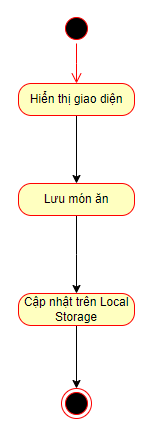 Hiển thị giao diện
Lưu món ăn
Cập nhật trên Local
Storage